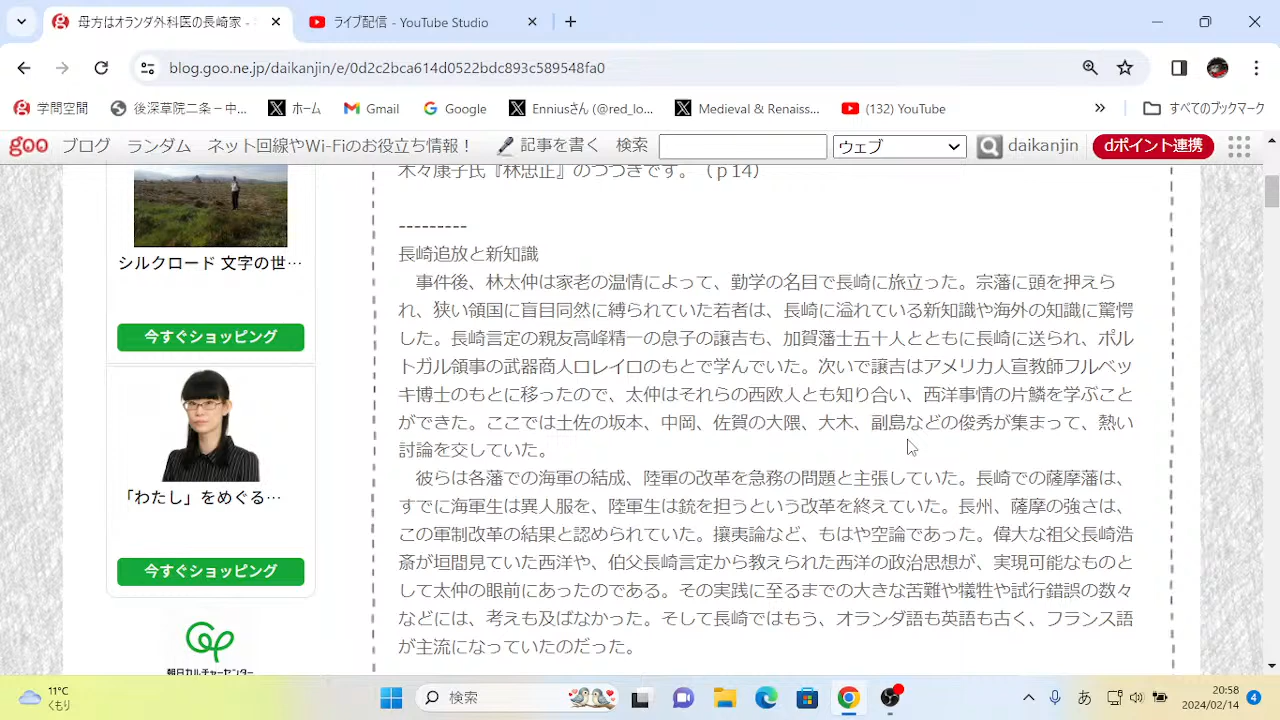 母方はオランダ外科医の長崎家 -
ライブ配信 - YouTube Studio
blog.goo.ne.jp/daikanjin/e/0d2c2bca614d0522bdc893c589548fa0
学問空間
後深草院二条－中...
ホーム
Gmail
Google
Enniusさん (@red_lo...
Medieval & Renaiss...
(132) YouTube
すべてのブックマーク
goo ブログ ランダム ネット回線やWi-Fiのお役立ち情報！ 記事を書く 検索 ウェブ daikanjin dポイント連携
木々康子氏『林忠正』のつづきです。（p14）
---------
長崎追放と新知識
　事件後、林太仲は家老の温情によって、勤学の名目で長崎に旅立った。宗藩に頭を押えら
れ、狭い領国に盲目同然に縛られていた若者は、長崎に溢れている新知識や海外の知識に驚愕
した。長崎言定の親友高峰精一の息子の譲吉も、加賀藩士五十人とともに長崎に送られ、ポル
トガル領事の武器商人ロレイロのもとで学んでいた。次いで譲吉はアメリカ人宣教師フルベッ
キ博士のもとに移ったので、太仲はそれらの西欧人とも知り合い、西洋事情の片鱗を学ぶこと
ができた。ここでは土佐の坂本、中岡、佐賀の大隈、大木、副島などの俊秀が集まって、熱い
討論を交していた。
　彼らは各藩での海軍の結成、陸軍の改革を急務の問題と主張していた。長崎での薩摩藩は、
すでに海軍生は異人服を、陸軍生は銃を担うという改革を終えていた。長州、薩摩の強さは、
この軍制改革の結果と認められていた。攘夷論など、もはや空論であった。偉大な祖父長崎浩
斎が垣間見ていた西洋や、伯父長崎言定から教えられた西洋の政治思想が、実現可能なものと
して太仲の眼前にあったのである。その実践に至るまでの大きな古難や犠牲や試行錯誤の数々
などには、考えも及ばなかった。そして長崎ではもう、オランダ語も英語も古く、フランス語
が主流になっていたのだった。
シルクロード 文字の世…
今すぐショッピング
「わたし」をめぐる…
今すぐショッピング
朝日カルチャーセンター
11°C
くもり
検索
あ
20:58
2024/02/14
4